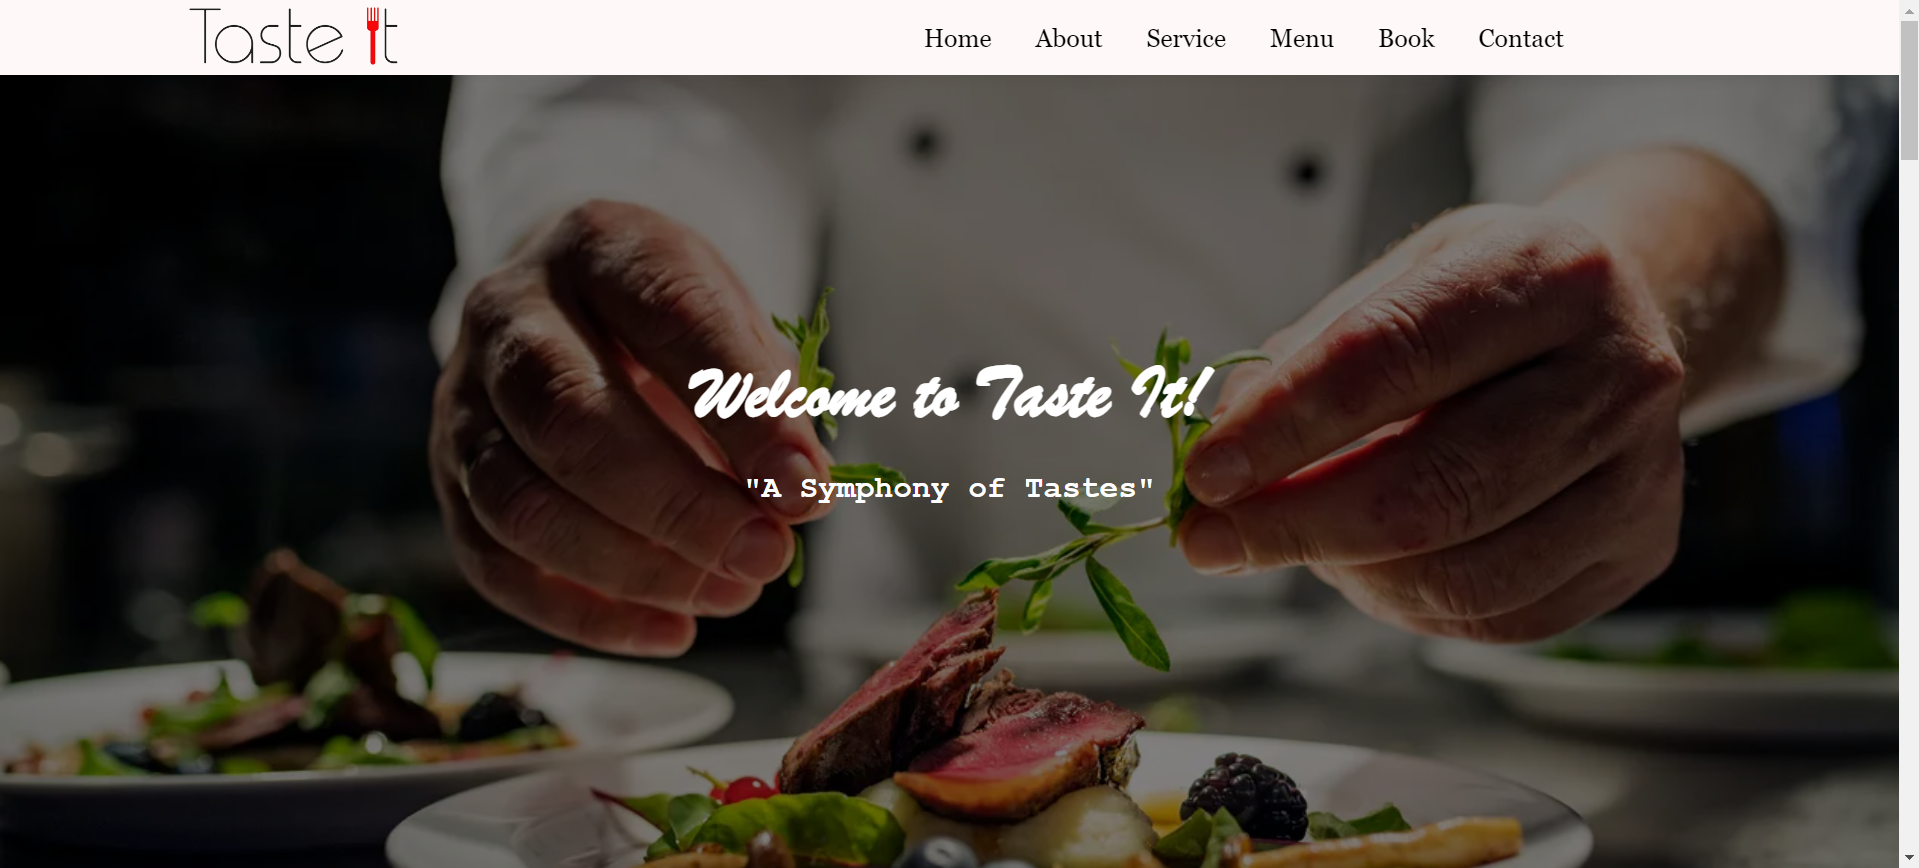 Taste It
Home About Service Menu Book Contact
Welcome to Taste It!
"A Symphony of Tastes"